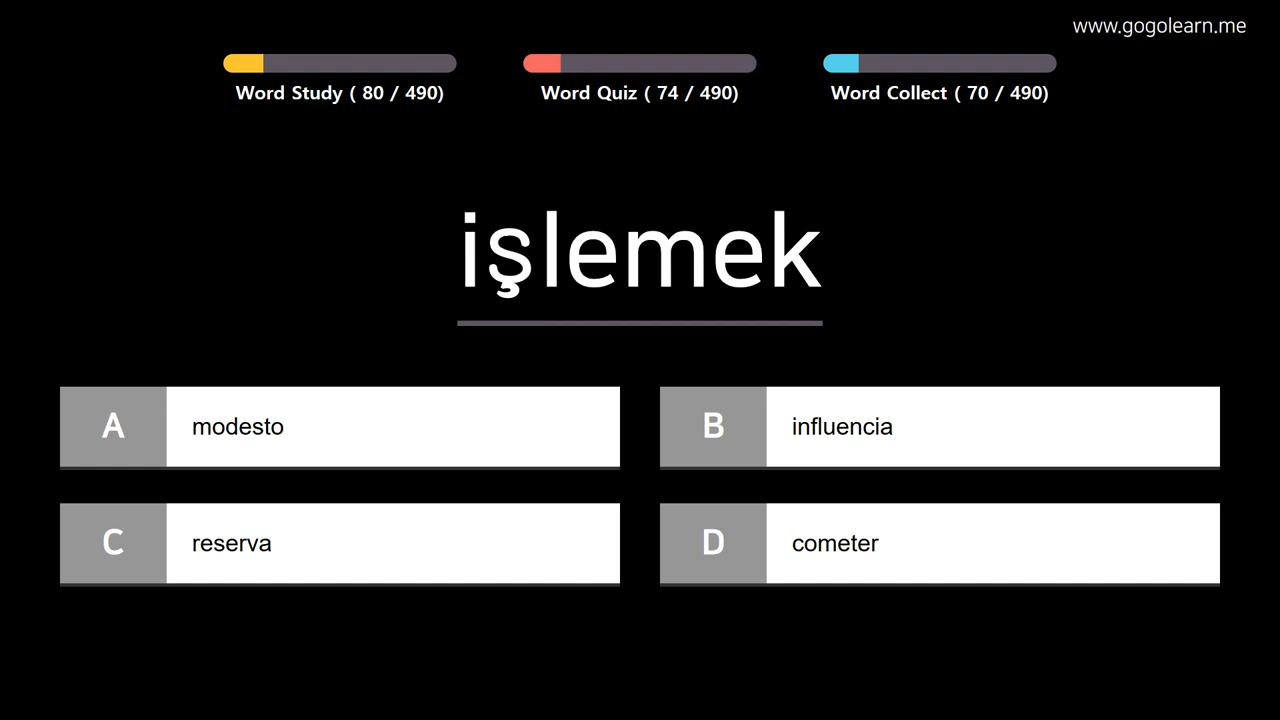 www.gogolearn.me
Word Study ( 80 / 490)
Word Quiz ( 74 / 490)
Word Collect ( 70 / 490)
işlemek
A modesto
B influencia
C reserva
D cometer